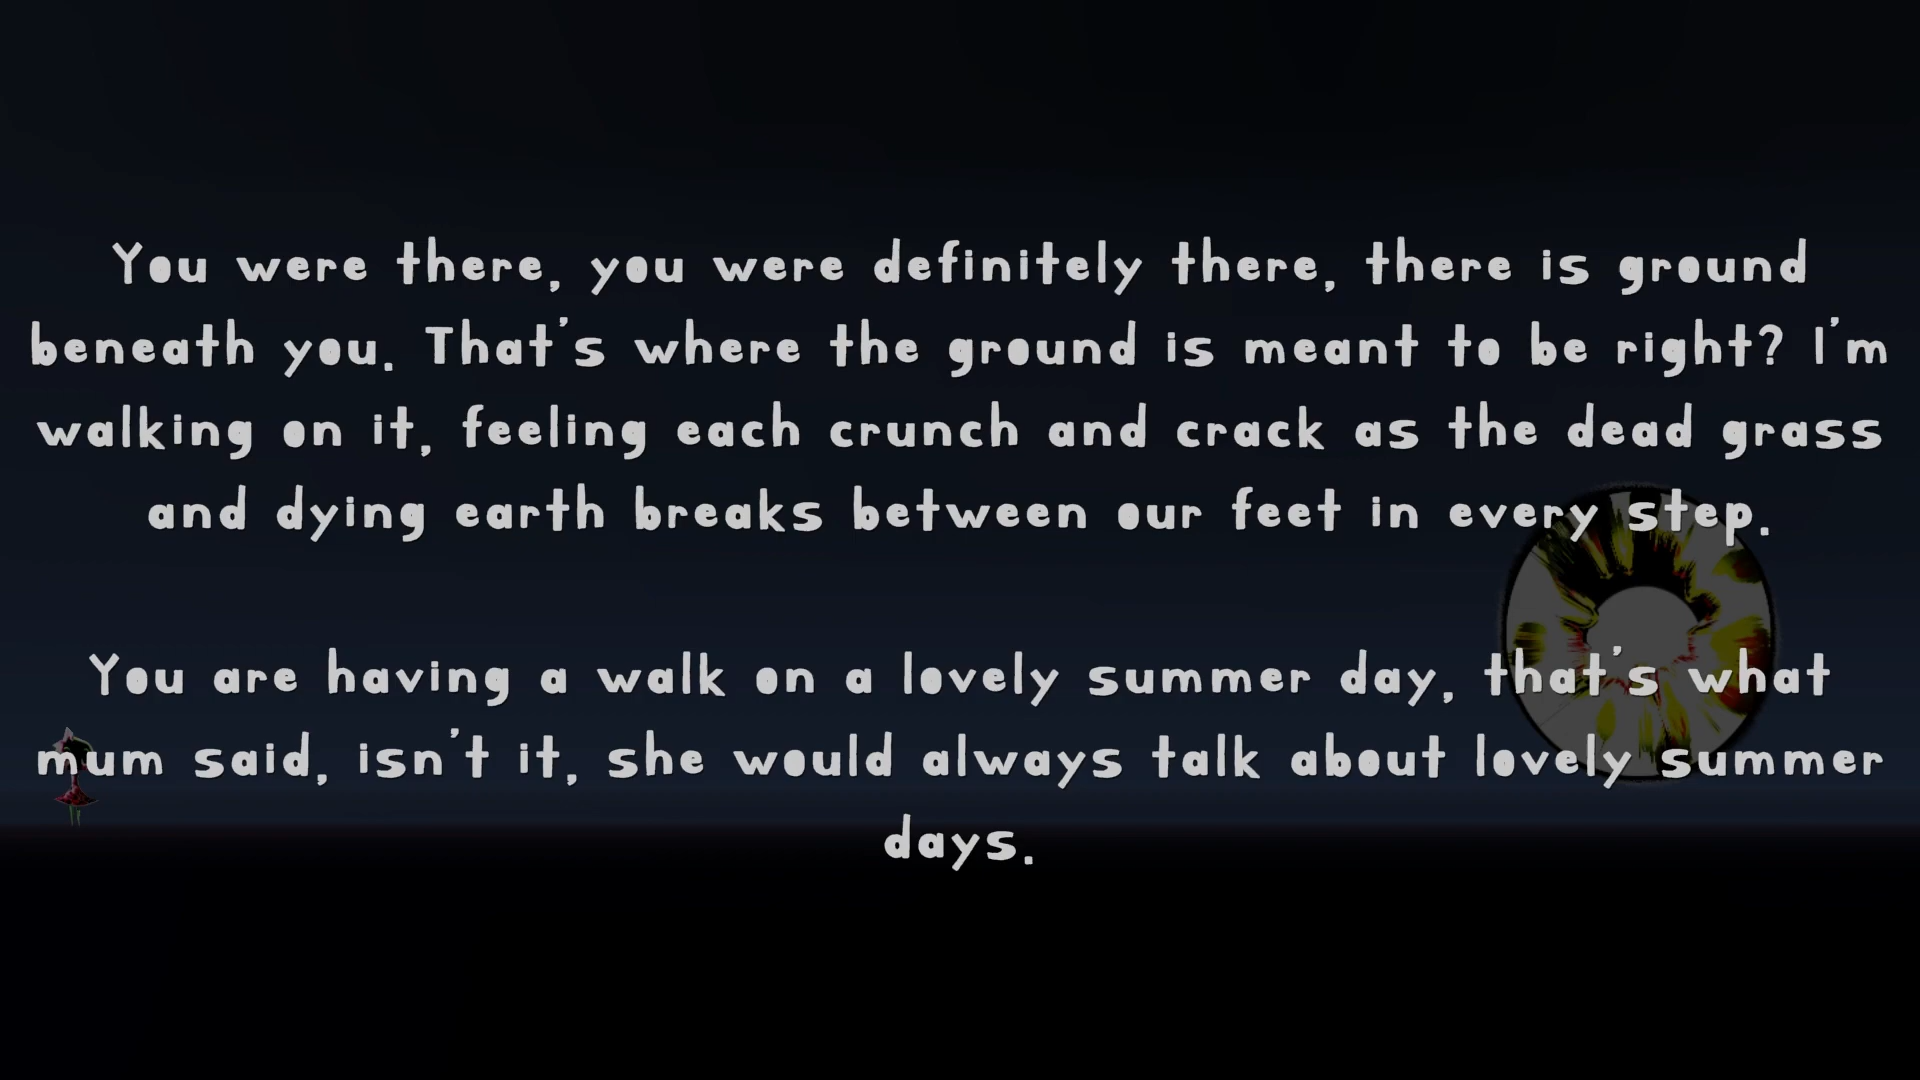 You were there, you were definitely there, there is ground
beneath you. That's where the ground is meant to be right? I'm
walking on it, feeling each crunch and crack as the dead grass
and dying earth breaks between our feet in every step.
You are having a walk on a lovely summer day, that's what
mum said, isn't it, she would always talk about lovely summer
days.